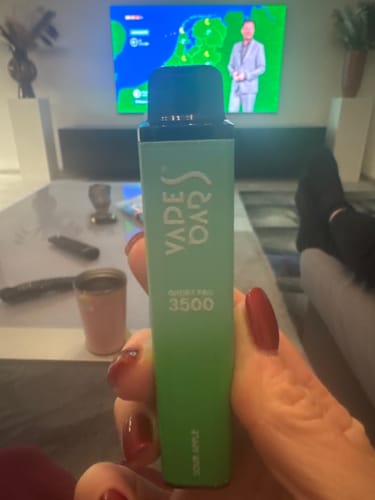 VAPES
BARS
GHOST PRO
3500
SOUR APPLE